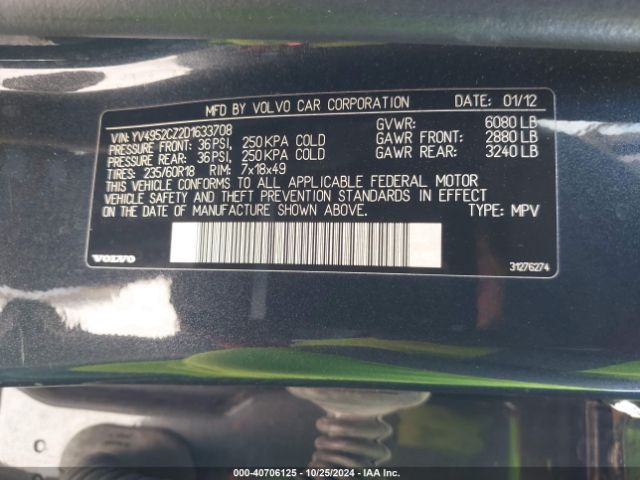 MFD BY VOLVO CAR CORPORATION DATE: 01/12
VIN: YV4952CZ2D1633708 GVWR: 6080 LB
PRESSURE FRONT: 36 PSI, 250 KPA COLD GAWR FRONT: 2880 LB
PRESSURE REAR: 36 PSI, 250 KPA COLD GAWR REAR: 3240 LB
TIRES: 235/60R18 RIM: 7x18x49
THIS VEHICLE CONFORMS TO ALL APPLICABLE FEDERAL MOTOR
VEHICLE SAFETY AND THEFT PREVENTION STANDARDS IN EFFECT
ON THE DATE OF MANUFACTURE SHOWN ABOVE. TYPE: MPV
VOLVO 31276274
000-40706125 - 10/25/2024 - IAA Inc.